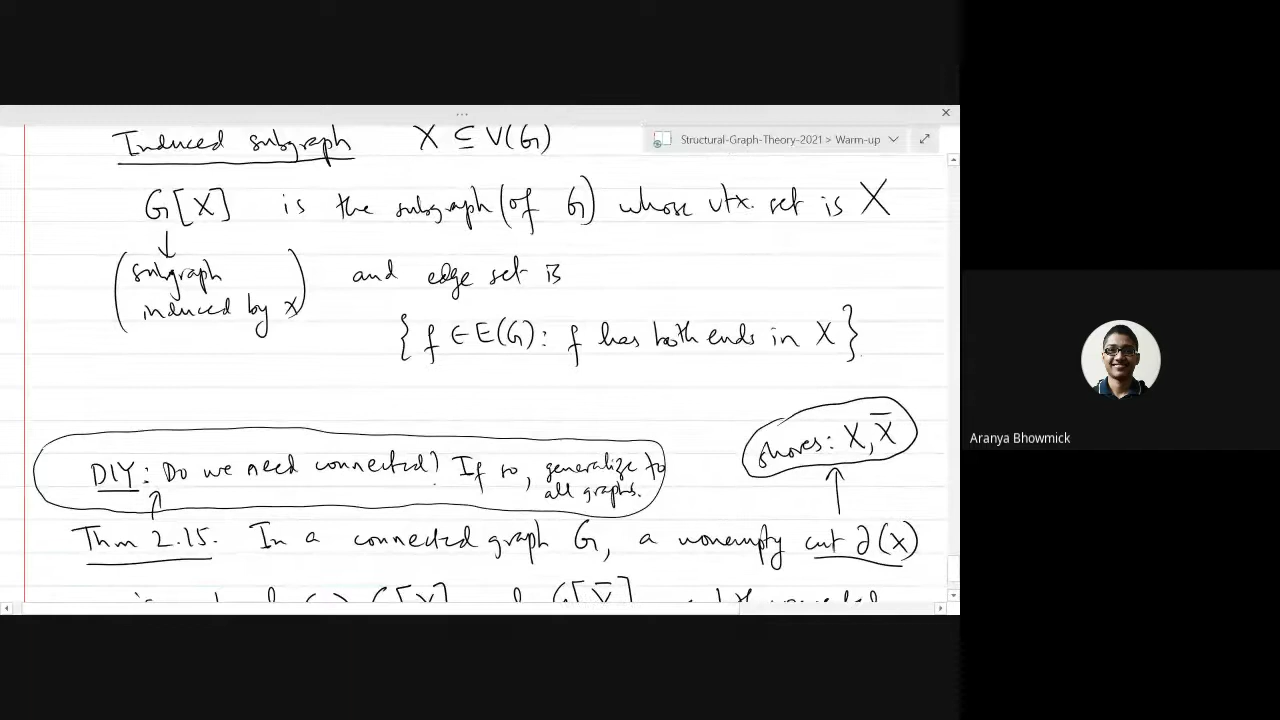 Structural-Graph-Theory-2021 > Warm-up
Induced subgraph X ⊆ V(G)
G[X] is the subgraph (of G) whose vtx. set is X
↓
(subgraph induced by X)
and edge set is
{f ∈ E(G): f has both ends in X}.
shores: X, X̅
DIY: Do we need connected? If so, generalize to
all graphs.
Thm 2.15. In a connected graph G, a nonempty cut ∂(X)
G[X̅]
Aranya Bhowmick